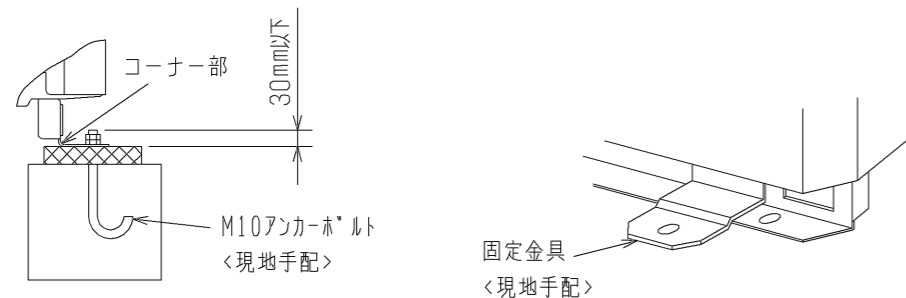 コーナー部
30mm以下
M10アンカーボルト
<現地手配>
固定金具
<現地手配>